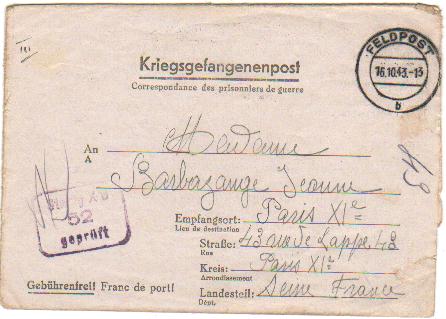 III
FELDPOST
16.10.43.-15
b
Kriegsgefangenenpost
Correspondance des prisonniers de guerre
An
A
Madame
Barbazange Jeanne
Empfangsort: Paris XIe
Lieu de destination
Straße: 43 rue de Lappe 43
Rue
Kreis: Paris XIe
Arrondissement
Landesteil: Seine France
Dépt.
Gebührenfrei! Franc de port!
52
geprüft
43